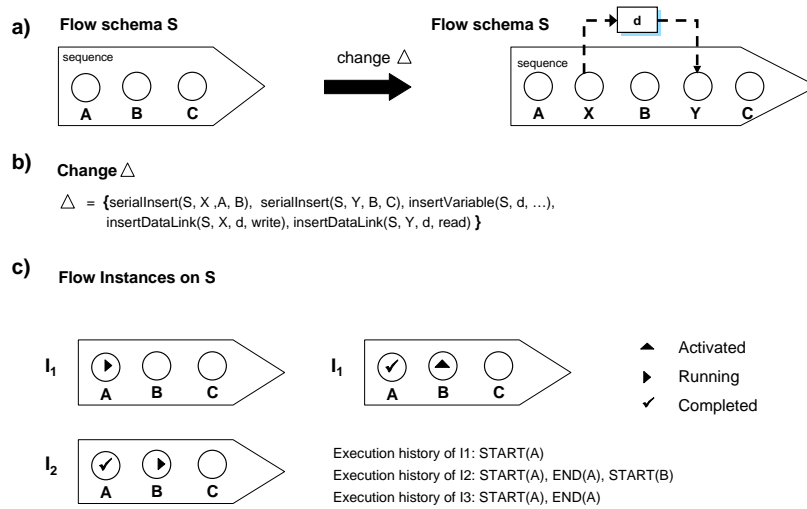 a) Flow schema S
sequence
A B C
change △
Flow schema S
d
sequence
A X B Y C
b) Change △
△ = {serialInsert(S, X ,A, B), serialInsert(S, Y, B, C), insertVariable(S, d, …),
insertDataLink(S, X, d, write), insertDataLink(S, Y, d, read) }
c) Flow Instances on S
I1
A B C
I1
A B C
Activated
Running
Completed
I2
A B C
Execution history of I1: START(A)
Execution history of I2: START(A), END(A), START(B)
Execution history of I3: START(A), END(A)